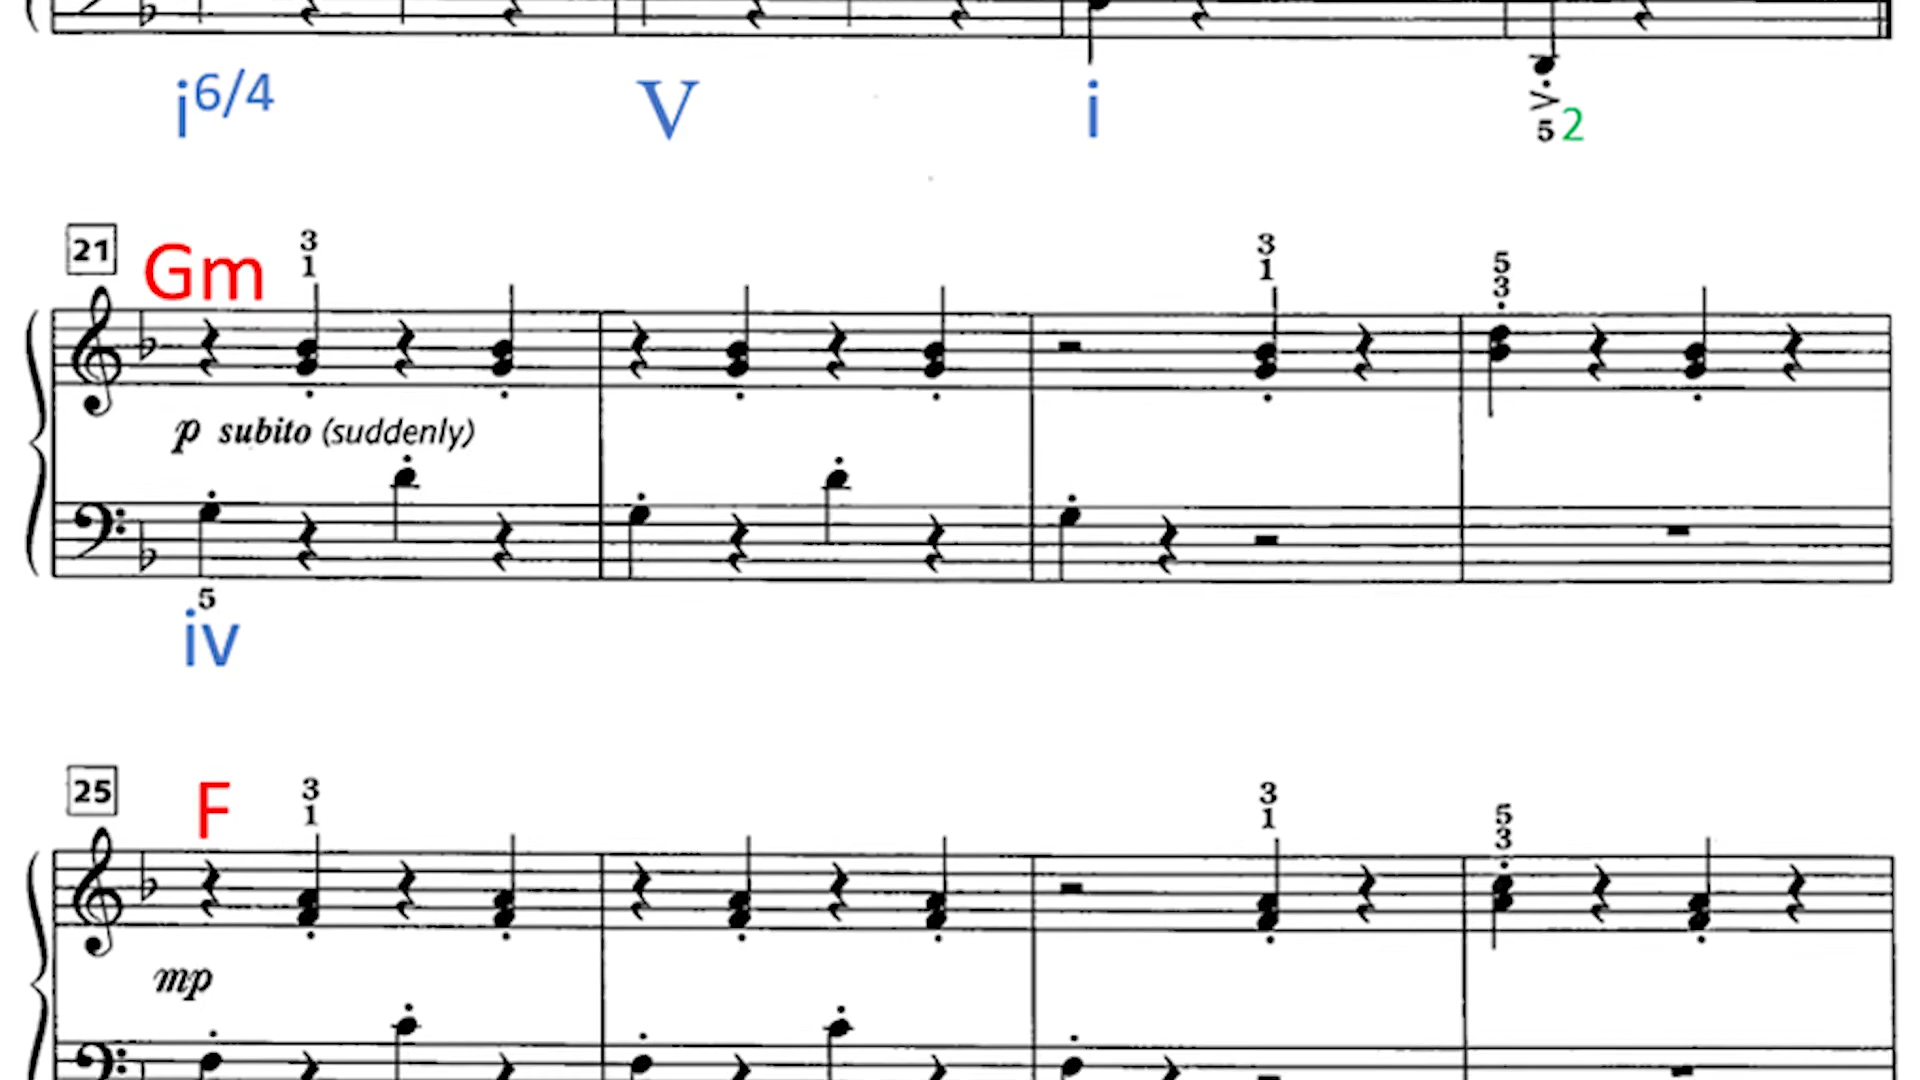 i6/4 V i
5 2
21 Gm 3 1 3 1 5 3
p subito (suddenly)
5
iv
25 F 3 1 3 1 5 3
mp